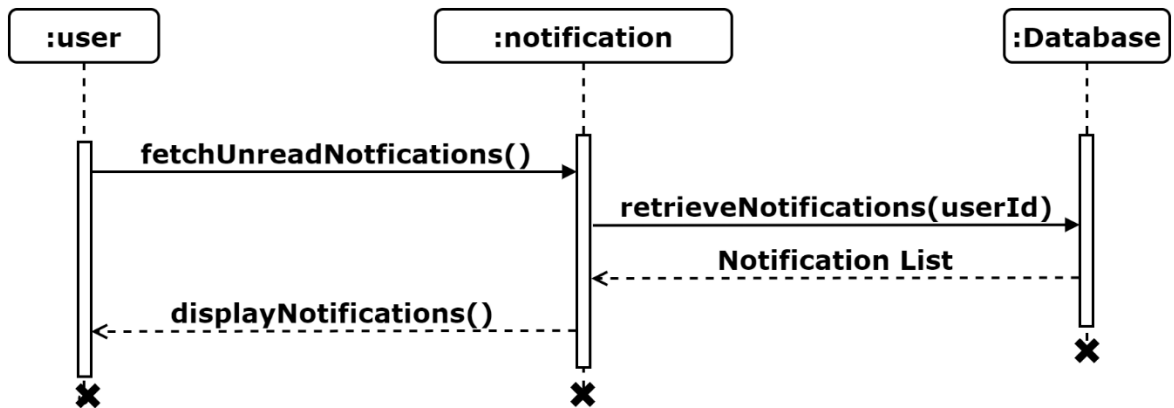 :user
:notification
:Database
fetchUnreadNotfications()
retrieveNotifications(userId)
Notification List
displayNotifications()